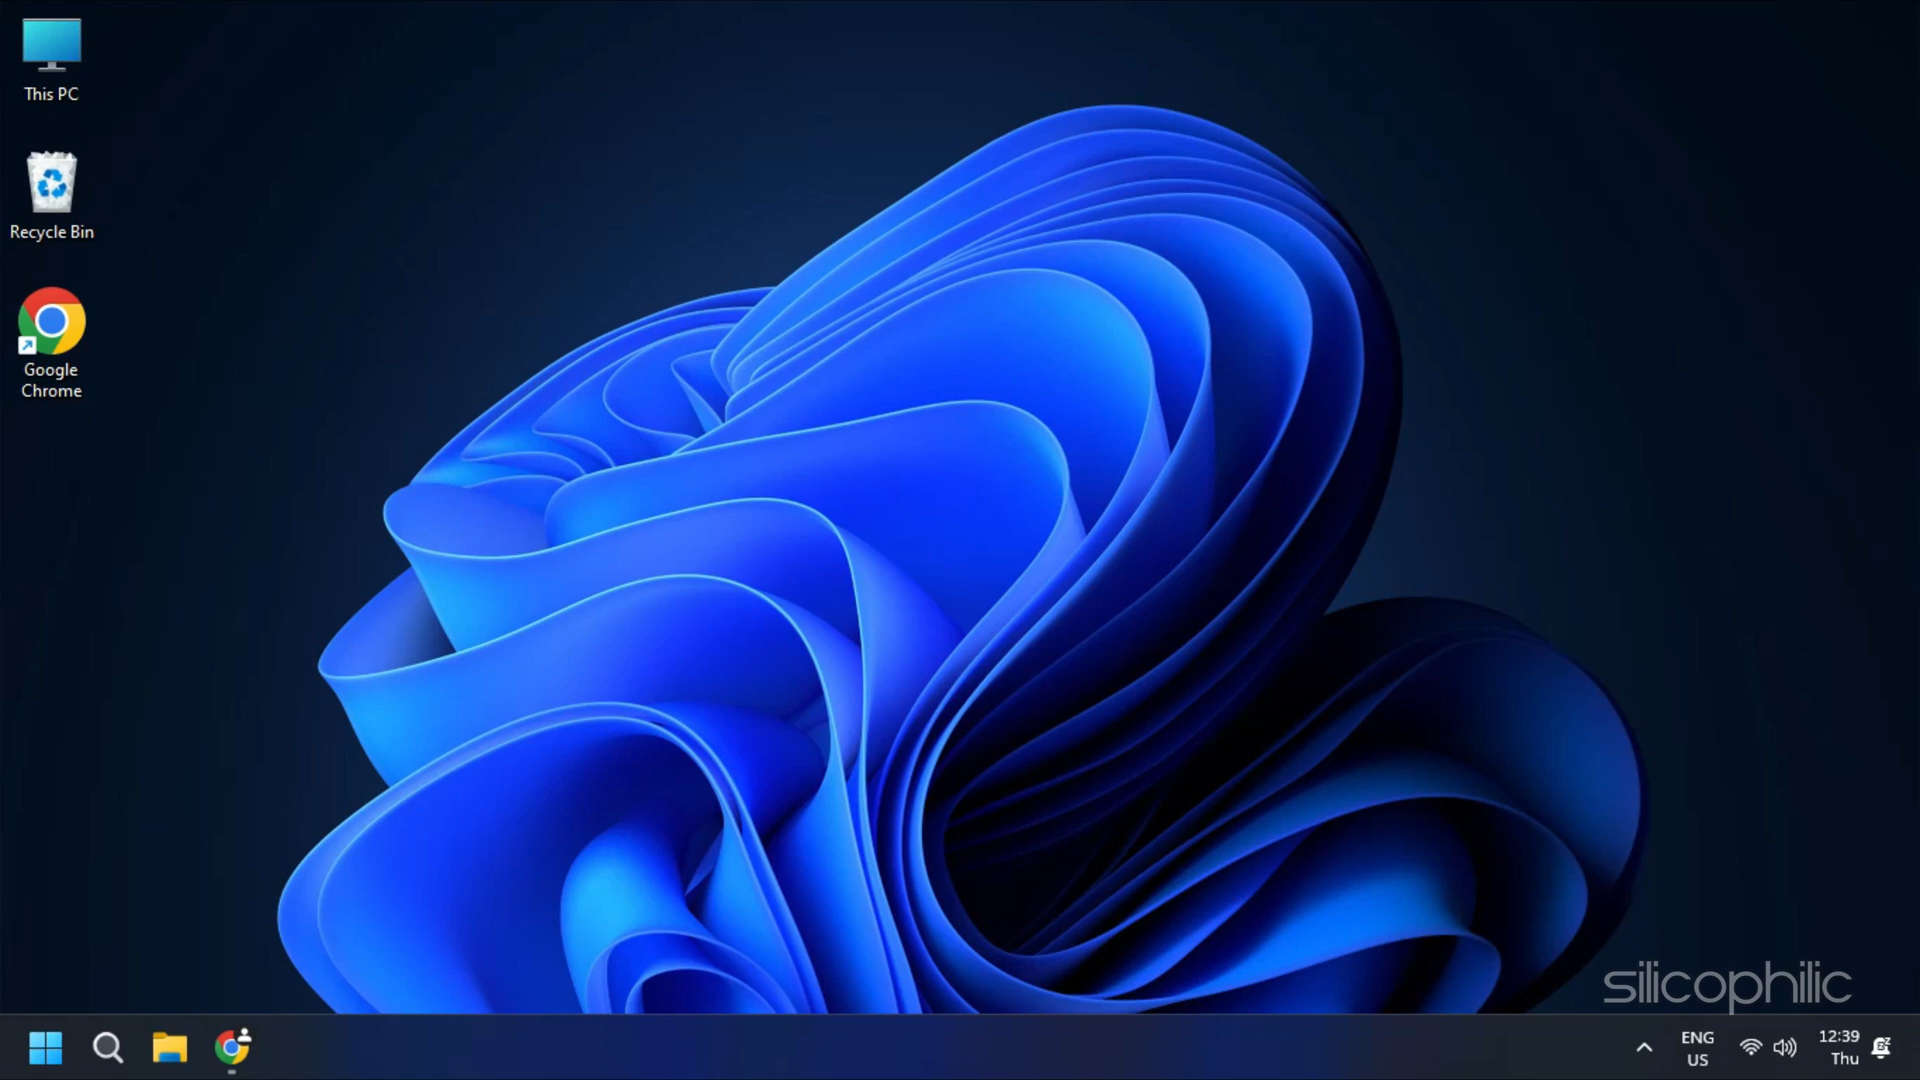 This PC
Recycle Bin
Google
Chrome
silicophilic
ENG
US
12:39
Thu